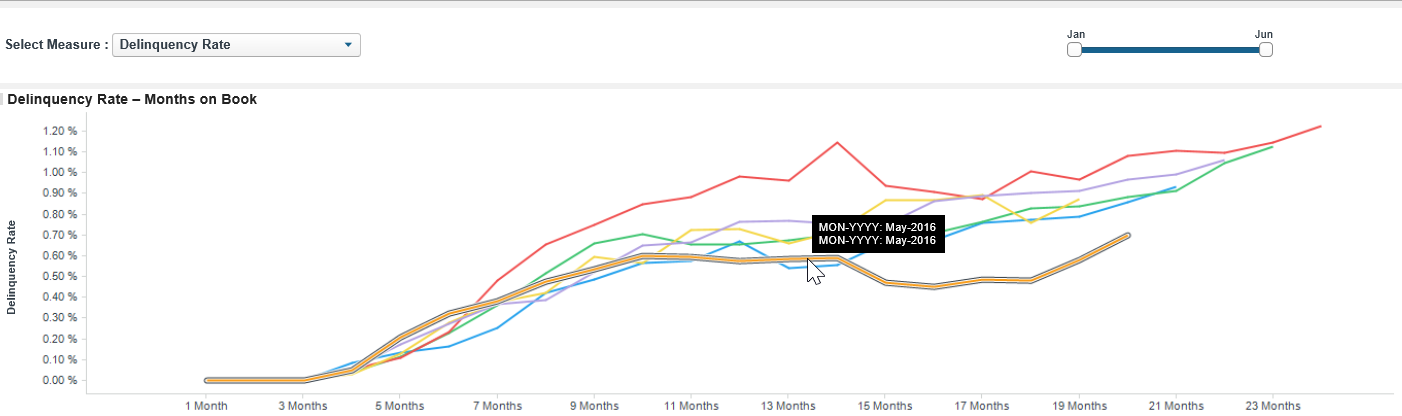 Jan
Jun
Select Measure : Delinquency Rate
Delinquency Rate – Months on Book
1.20 %
1.10 %
1.00 %
0.90 %
0.80 %
0.70 %
0.60 %
0.50 %
0.40 %
0.30 %
0.20 %
0.10 %
0.00 %
Delinquency Rate
MON-YYYY: May-2016
MON-YYYY: May-2016
1 Month
3 Months
5 Months
7 Months
9 Months
11 Months
13 Months
15 Months
17 Months
19 Months
21 Months
23 Months